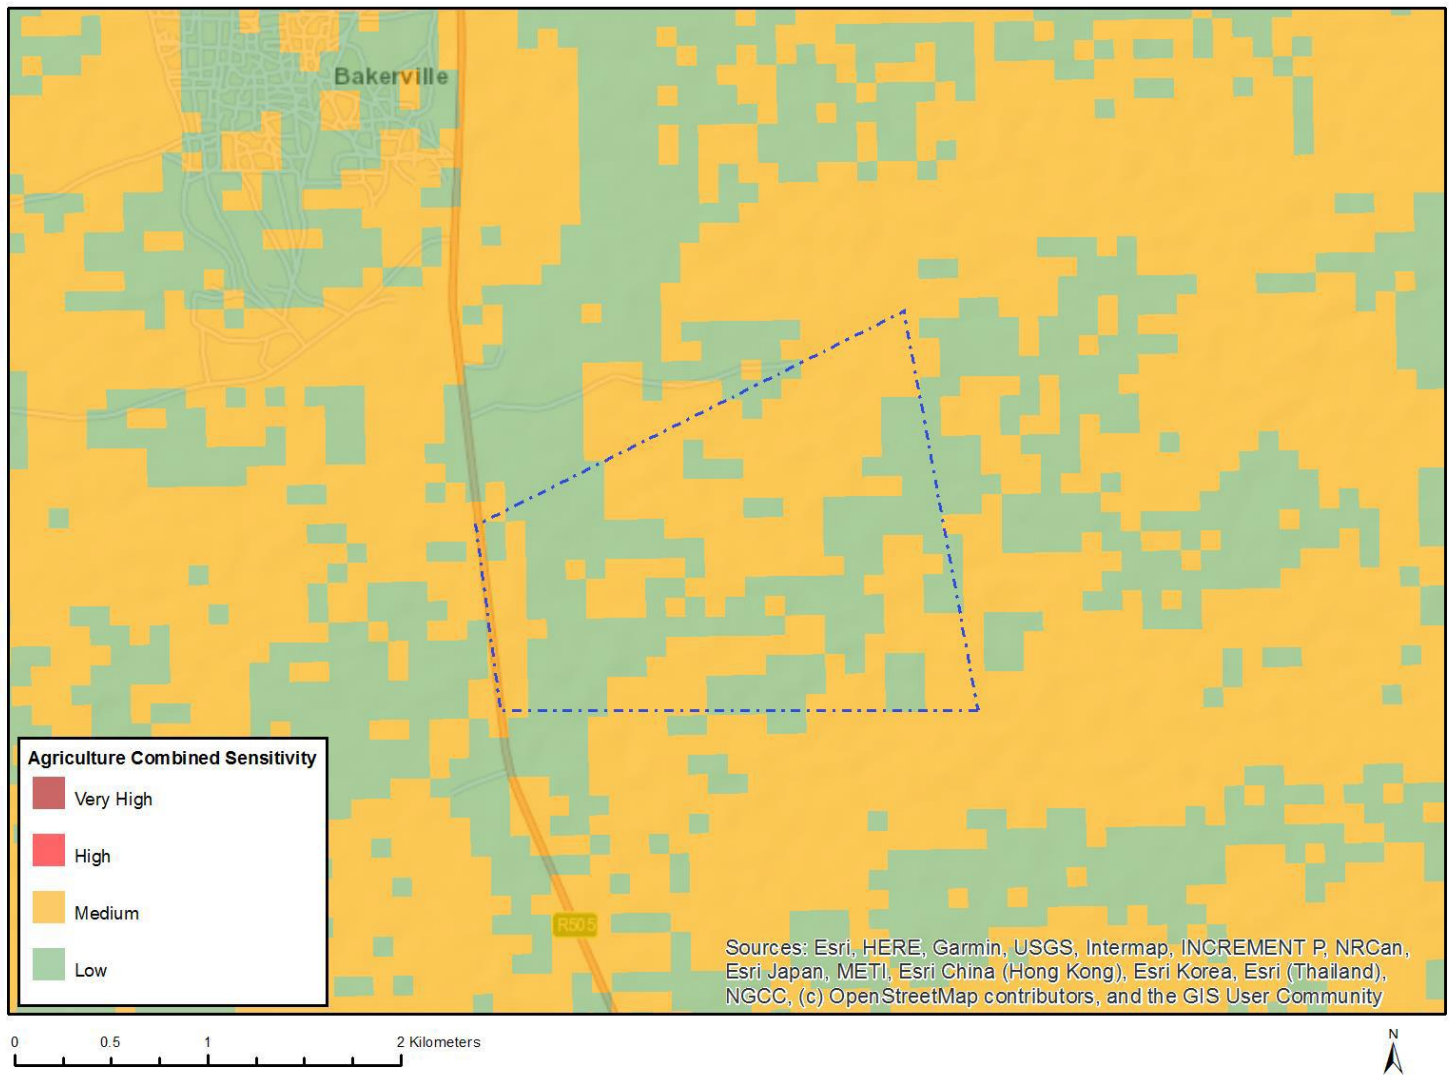 Bakerville
Agriculture Combined Sensitivity
Very High
High
Medium
Low
R505
Sources: Esri, HERE, Garmin, USGS, Intermap, INCREMENT P, NRCan,
Esri Japan, METI, Esri China (Hong Kong), Esri Korea, Esri (Thailand),
NGCC, (c) OpenStreetMap contributors, and the GIS User Community
0 0.5 1 2 Kilometers
N